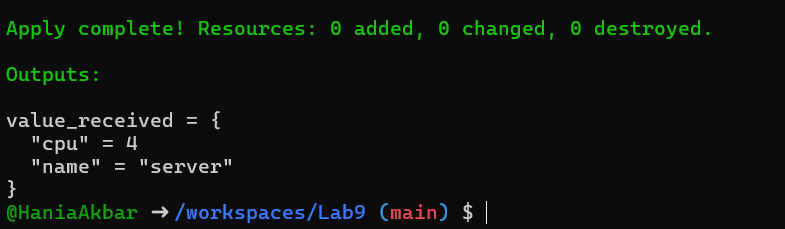 Apply complete! Resources: 0 added, 0 changed, 0 destroyed.
Outputs:
value_received = {
  "cpu" = 4
  "name" = "server"
}
@HaniaAkbar ➜ /workspaces/Lab9 (main) $